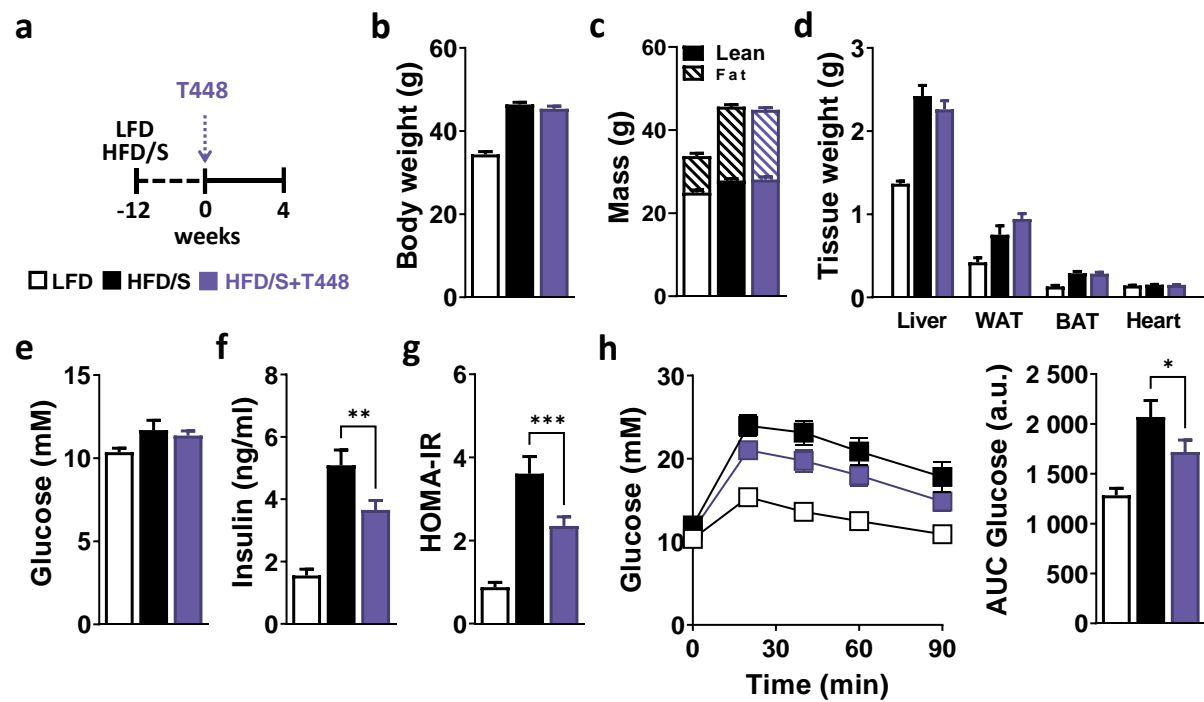 a
T448
LFD
HFD/S
-12
0
4
weeks
LFD
HFD/S
HFD/S+T448
b
Body weight (g)
60
40
20
0
c
Mass (g)
60
40
20
0
Lean
Fat
d
Tissue weight (g)
3
2
1
0
Liver
WAT
BAT
Heart
e
Glucose (mM)
15
10
5
0
f
Insulin (ng/ml)
8
6
4
2
0
**
g
HOMA-IR
6
4
2
0
***
h
Glucose (mM)
30
20
10
0
0
30
60
90
Time (min)
AUC Glucose (a.u.)
2 500
2 000
1 500
1 000
500
0
*